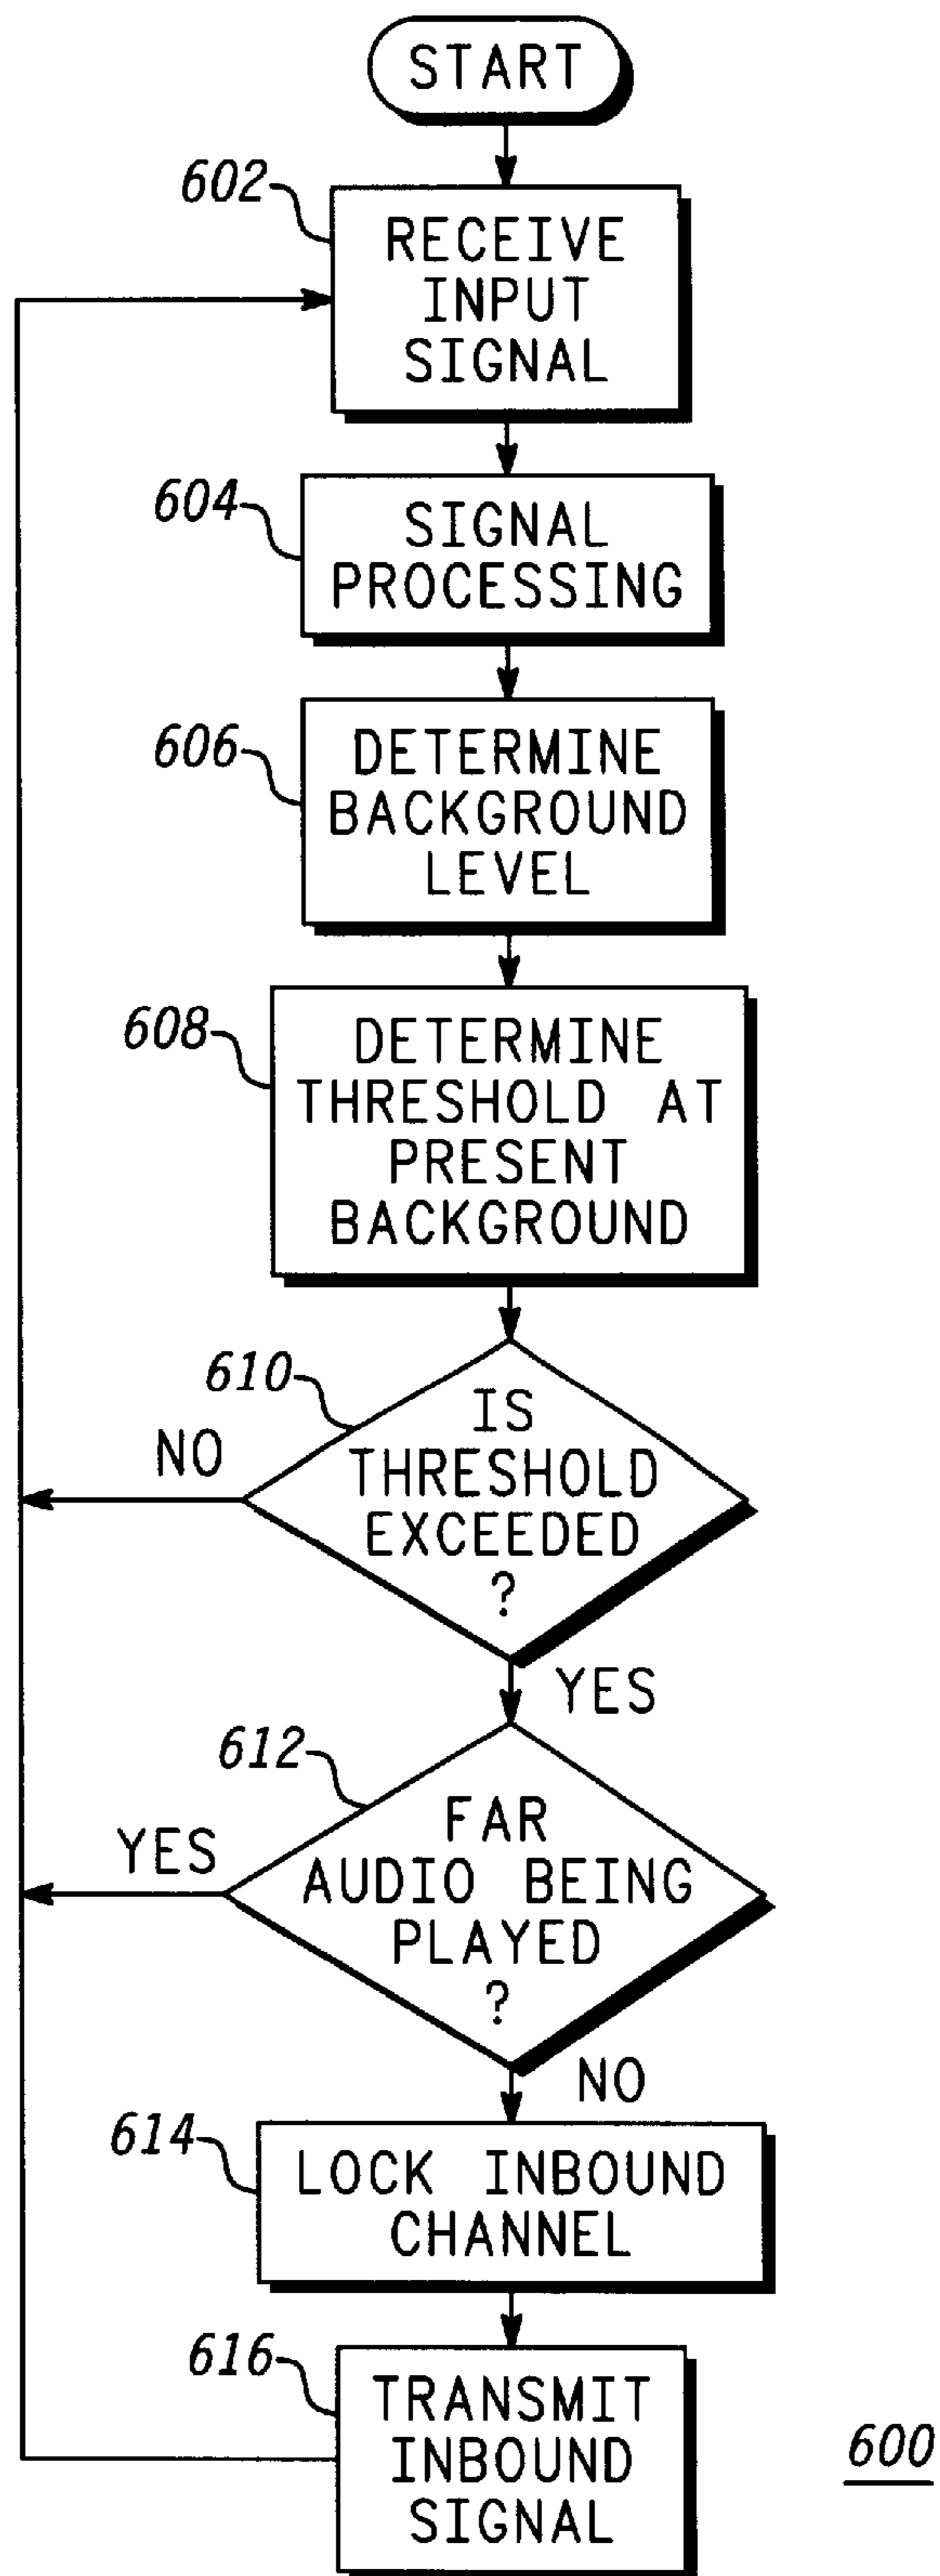 START
602
RECEIVE
INPUT
SIGNAL
604
SIGNAL
PROCESSING
606
DETERMINE
BACKGROUND
LEVEL
608
DETERMINE
THRESHOLD AT
PRESENT
BACKGROUND
610
IS
THRESHOLD
EXCEEDED
?
NO
YES
612
FAR
AUDIO BEING
PLAYED
?
YES
NO
614
LOCK INBOUND
CHANNEL
616
TRANSMIT
INBOUND
SIGNAL
600